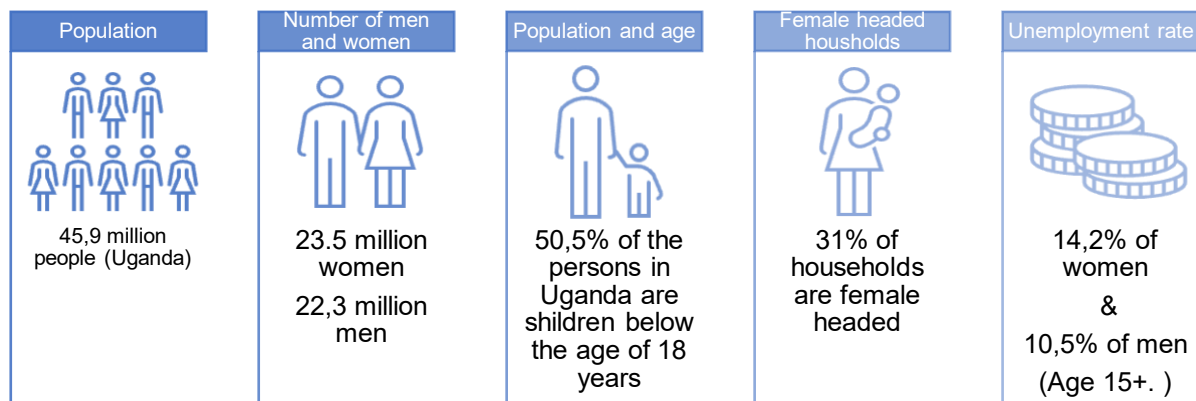 Population
45,9 million
people (Uganda)
Number of men
and women
23.5 million
women
22,3 million
men
Population and age
50,5% of the
persons in
Uganda are
shildren below
the age of 18
years
Female headed
housholds
31% of
households
are female
headed
Unemployment rate
14,2% of
women
&
10,5% of men
(Age 15+. )